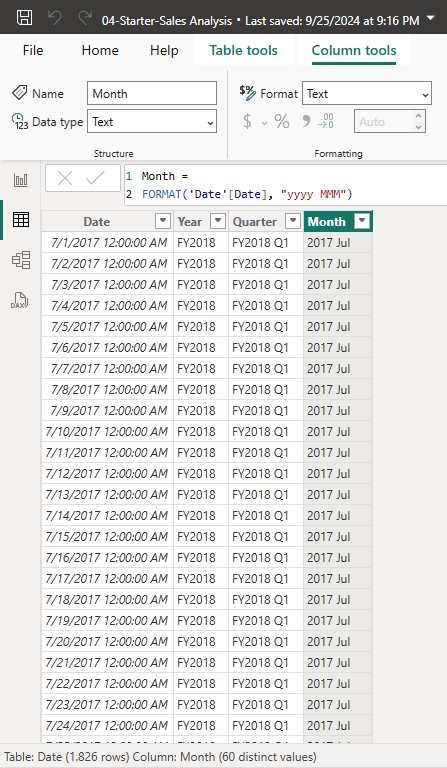 04-Starter-Sales Analysis • Last saved: 9/25/2024 at 9:16 PM
File Home Help Table tools Column tools
Name Month $% Format Text
123 Data type Text $ % , .00 Auto
Structure Formatting
1 Month =
2 FORMAT('Date'[Date], "yyyy MMM")
Date Year Quarter Month
7/1/2017 12:00:00 AM FY2018 FY2018 Q1 2017 Jul
7/2/2017 12:00:00 AM FY2018 FY2018 Q1 2017 Jul
7/3/2017 12:00:00 AM FY2018 FY2018 Q1 2017 Jul
7/4/2017 12:00:00 AM FY2018 FY2018 Q1 2017 Jul
7/5/2017 12:00:00 AM FY2018 FY2018 Q1 2017 Jul
7/6/2017 12:00:00 AM FY2018 FY2018 Q1 2017 Jul
7/7/2017 12:00:00 AM FY2018 FY2018 Q1 2017 Jul
7/8/2017 12:00:00 AM FY2018 FY2018 Q1 2017 Jul
7/9/2017 12:00:00 AM FY2018 FY2018 Q1 2017 Jul
7/10/2017 12:00:00 AM FY2018 FY2018 Q1 2017 Jul
7/11/2017 12:00:00 AM FY2018 FY2018 Q1 2017 Jul
7/12/2017 12:00:00 AM FY2018 FY2018 Q1 2017 Jul
7/13/2017 12:00:00 AM FY2018 FY2018 Q1 2017 Jul
7/14/2017 12:00:00 AM FY2018 FY2018 Q1 2017 Jul
7/15/2017 12:00:00 AM FY2018 FY2018 Q1 2017 Jul
7/16/2017 12:00:00 AM FY2018 FY2018 Q1 2017 Jul
7/17/2017 12:00:00 AM FY2018 FY2018 Q1 2017 Jul
7/18/2017 12:00:00 AM FY2018 FY2018 Q1 2017 Jul
7/19/2017 12:00:00 AM FY2018 FY2018 Q1 2017 Jul
7/20/2017 12:00:00 AM FY2018 FY2018 Q1 2017 Jul
7/21/2017 12:00:00 AM FY2018 FY2018 Q1 2017 Jul
7/22/2017 12:00:00 AM FY2018 FY2018 Q1 2017 Jul
7/23/2017 12:00:00 AM FY2018 FY2018 Q1 2017 Jul
7/24/2017 12:00:00 AM FY2018 FY2018 Q1 2017 Jul
Table: Date (1.826 rows) Column: Month (60 distinct values)